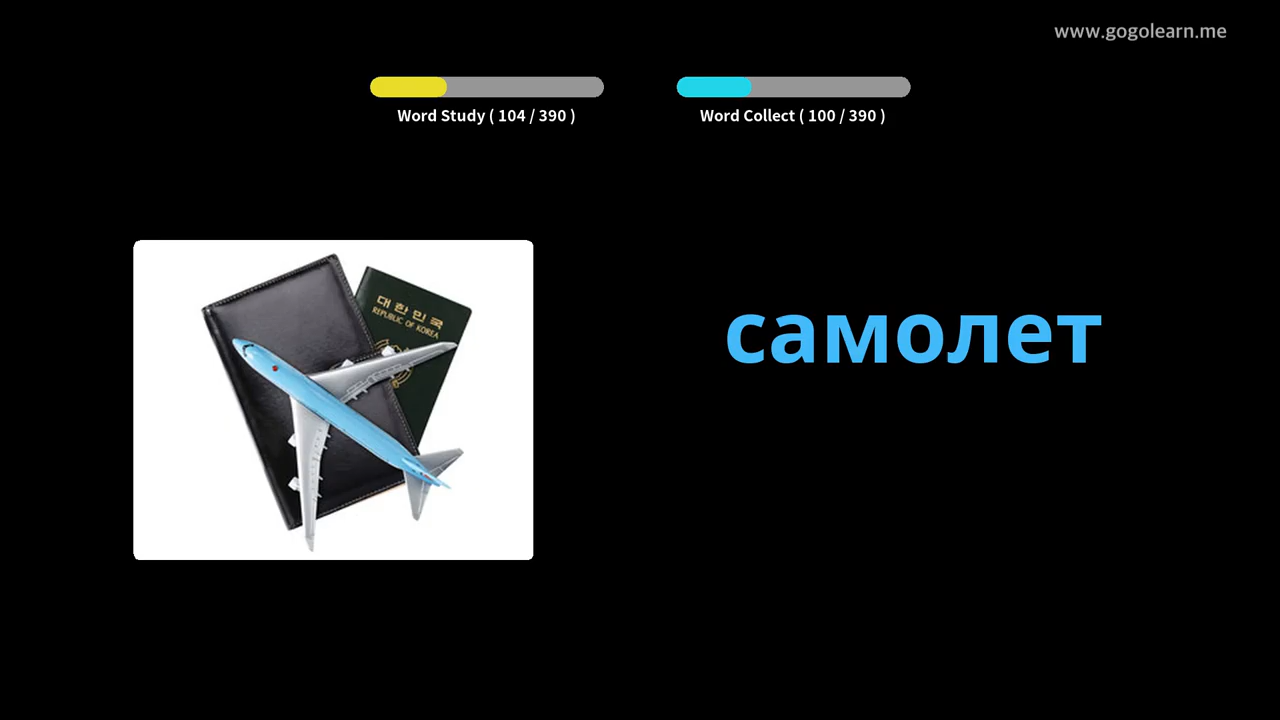 www.gogolearn.me
Word Study ( 104 / 390 )
Word Collect ( 100 / 390 )
대한민국
REPUBLIC OF KOREA
самолет